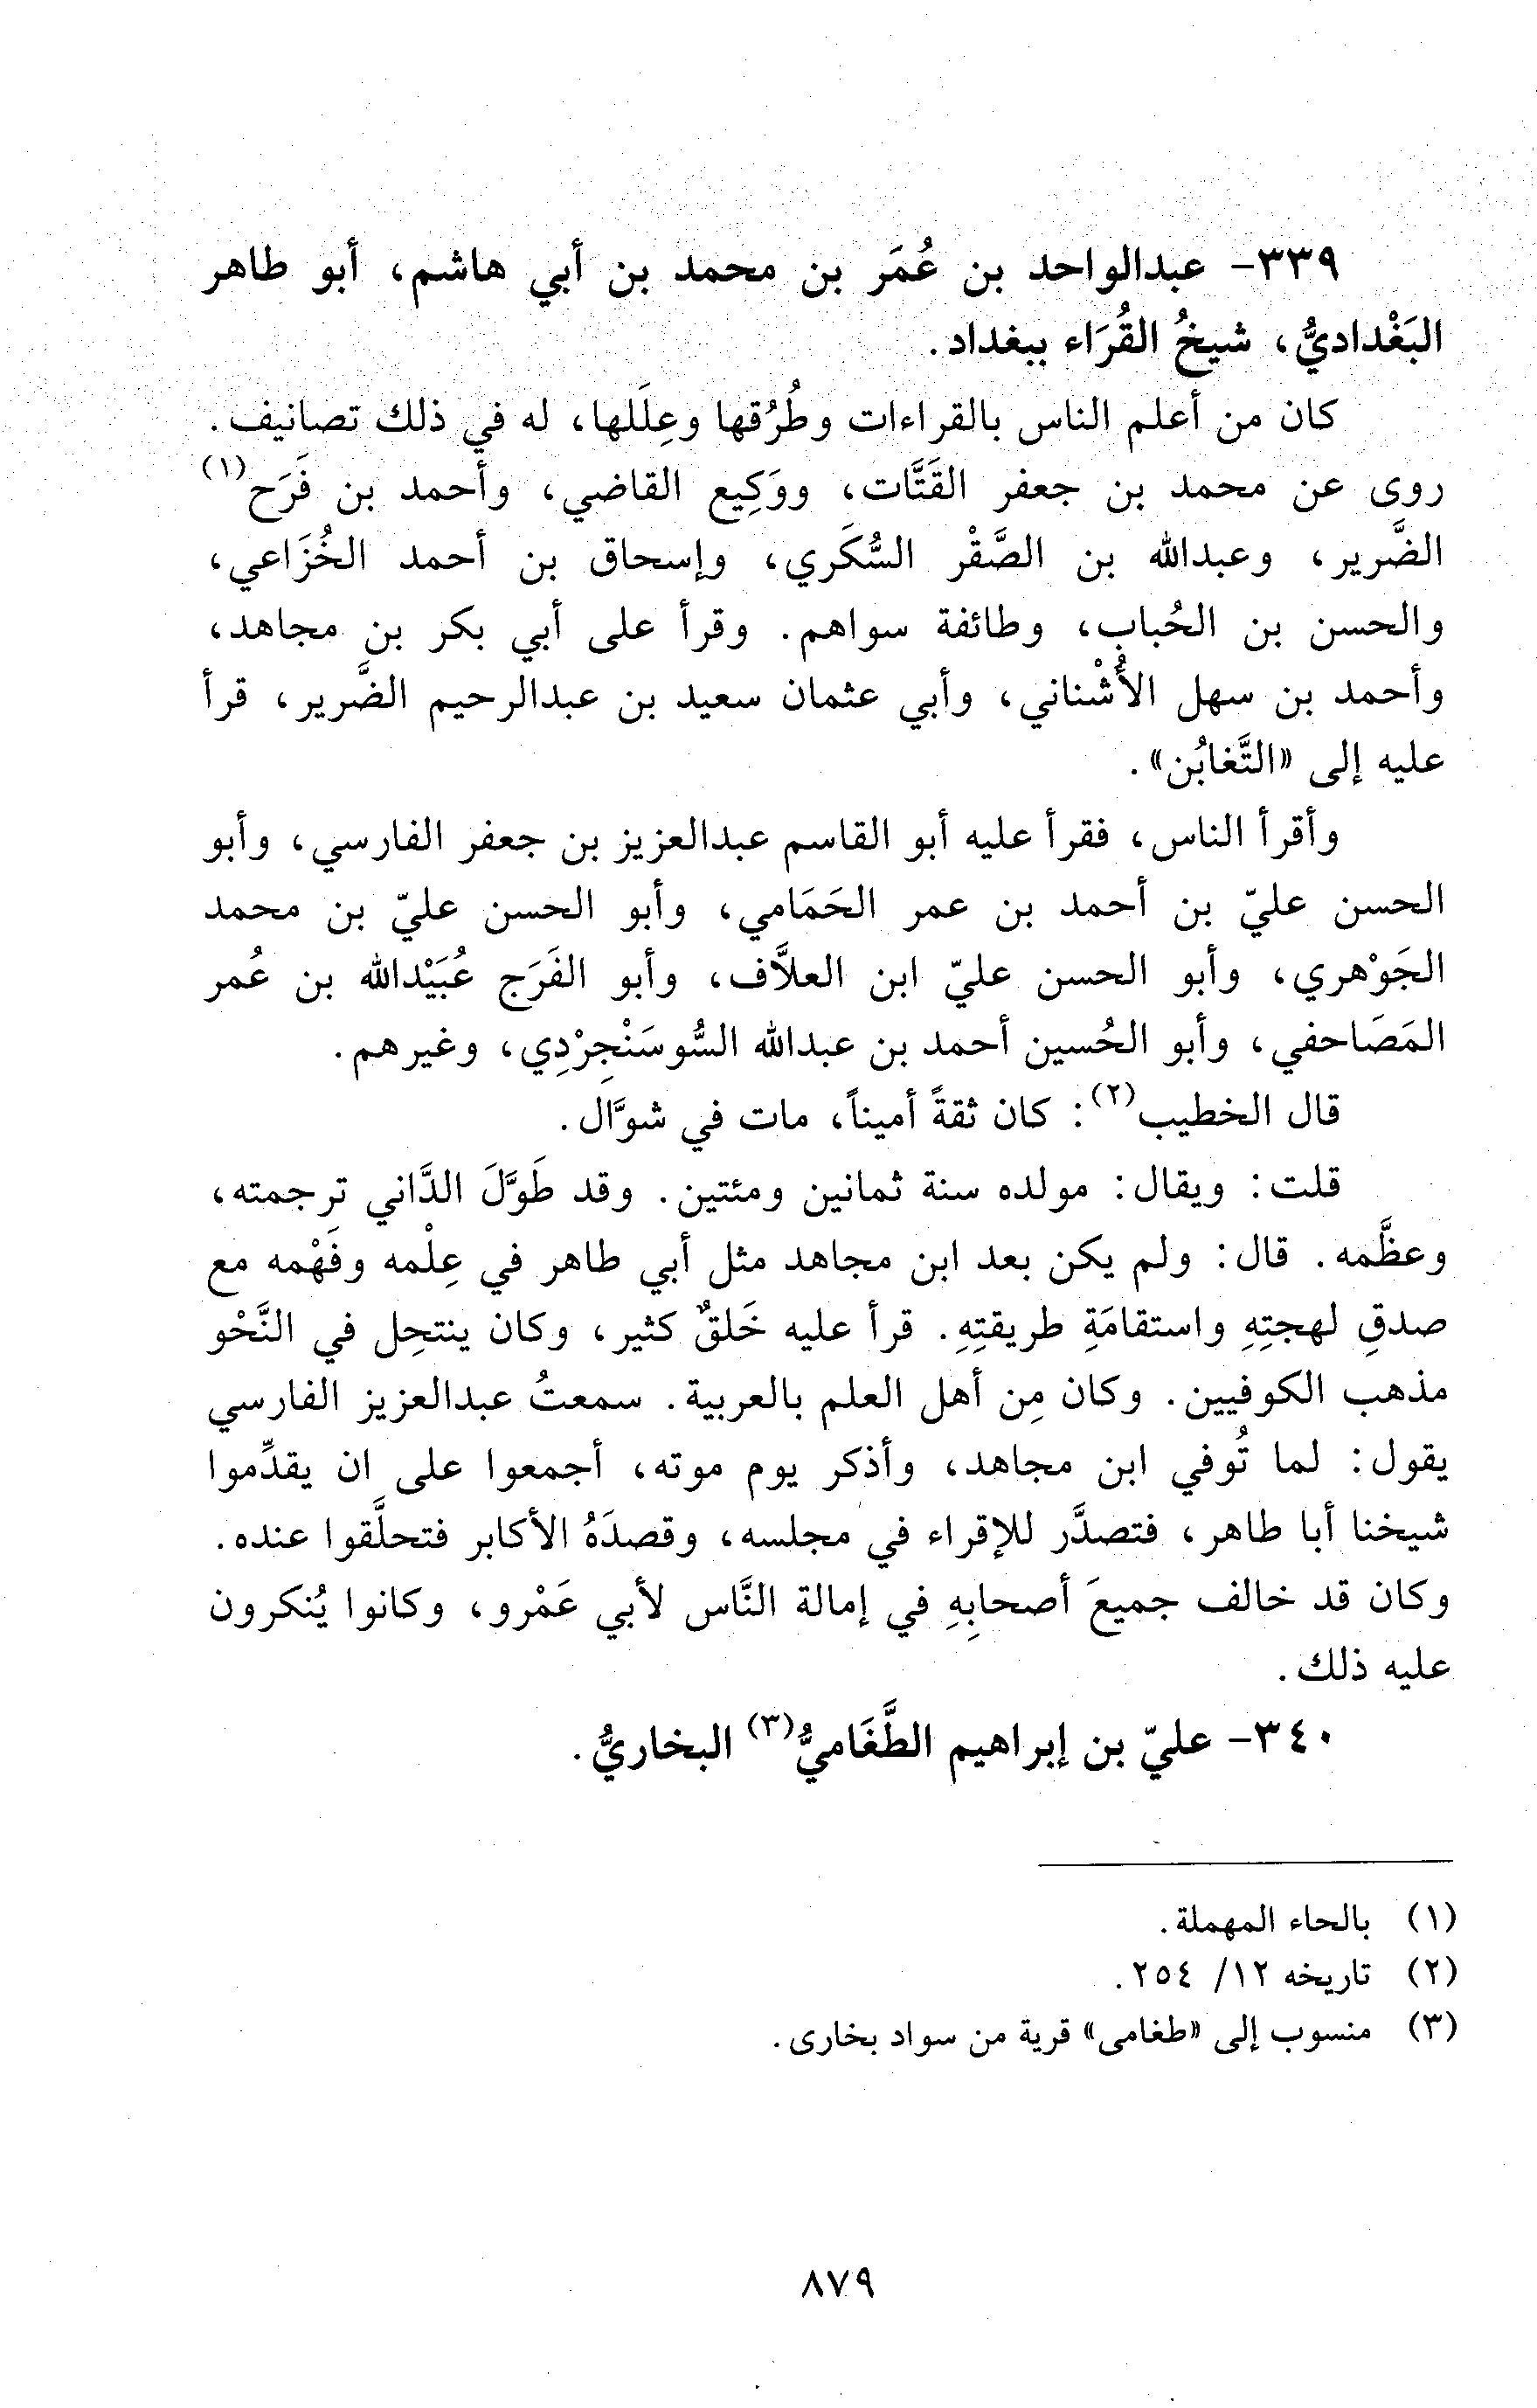 ٣٣٩- عبدالواحد بن عُمَر بن محمد بن أبي هاشم، أبو طاهر
البَغْداديُّ، شيخُ القُرَاء ببغداد.
كان من أعلم الناس بالقراءات وطُرُقها وعِلَلها، له في ذلك تصانيف.
روى عن محمد بن جعفر القَتَّات، ووَكِيع القاضي، وأحمد بن فَرَح(١)
الضَّرير، وعبدالله بن الصَّقْر السُّكَري، وإسحاق بن أحمد الخُزَاعي،
والحسن بن الحُباب، وطائفة سواهم. وقرأ على أبي بكر بن مجاهد،
وأحمد بن سهل الأُشْناني، وأبي عثمان سعيد بن عبدالرحيم الضَّرير، قرأ
عليه إلى «التَّغابُن».
وأقرأ الناس، فقرأ عليه أبو القاسم عبدالعزيز بن جعفر الفارسي، وأبو
الحسن عليّ بن أحمد بن عمر الحَمَامي، وأبو الحسن عليّ بن محمد
الجَوْهري، وأبو الحسن عليّ ابن العلاَّف، وأبو الفَرَج عُبَيْدالله بن عُمر
المَصَاحفي، وأبو الحُسين أحمد بن عبدالله السُّوسَنْجِرْدِي، وغيرهم.
قال الخطيب(٢): كان ثقةً أميناً، مات في شوَّال.
قلت: ويقال: مولده سنة ثمانين ومئتين. وقد طَوَّلَ الدَّاني ترجمته،
وعظَّمه. قال: ولم يكن بعد ابن مجاهد مثل أبي طاهر في عِلْمه وفَهْمه مع
صدقِ لهجتِهِ واستقامَةِ طريقتِهِ. قرأ عليه خَلقٌ كثير، وكان ينتحِل في النَّحْو
مذهب الكوفيين. وكان مِن أهل العلم بالعربية. سمعتُ عبدالعزيز الفارسي
يقول: لما تُوفي ابن مجاهد، وأذكر يوم موته، أجمعوا على ان يقدِّموا
شيخنا أبا طاهر، فتصدَّر للإقراء في مجلسه، وقصدَهُ الأكابر فتحلَّقوا عنده.
وكان قد خالف جميعَ أصحابِهِ في إمالة النَّاس لأبي عَمْرو، وكانوا يُنكرون
عليه ذلك.
٣٤٠- عليّ بن إبراهيم الطَّغَاميُّ(٣) البخاريُّ.
(١) بالحاء المهملة.
(٢) تاريخه ١٢/ ٢٥٤.
(٣) منسوب إلى «طغامى» قرية من سواد بخارى.
٨٧٩